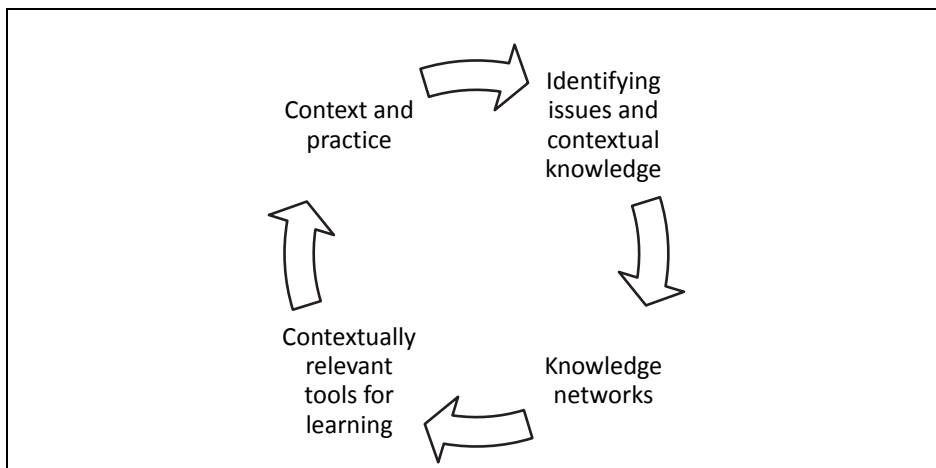 Context and
practice
Identifying
issues and
contextual
knowledge
Knowledge
networks
Contextually
relevant
tools for
learning